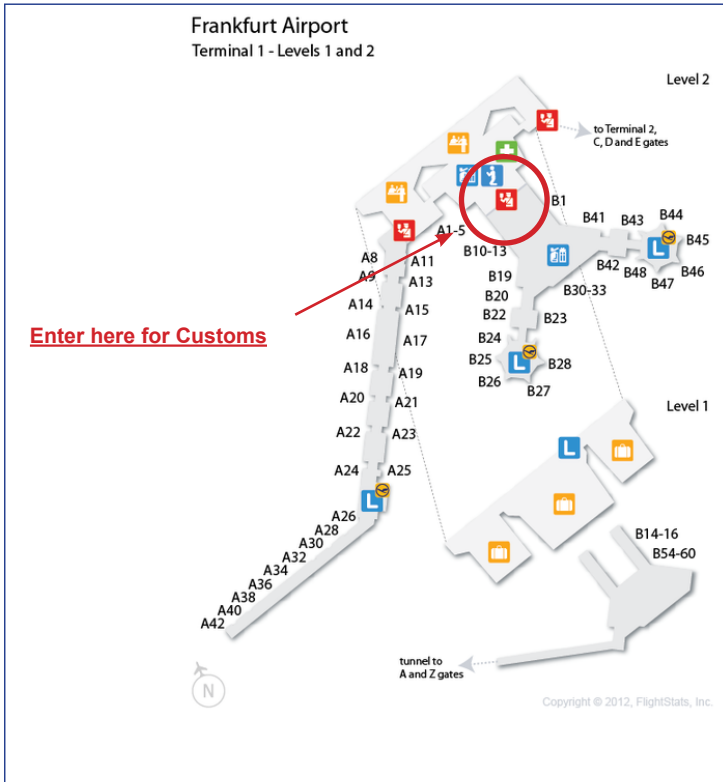 Frankfurt Airport
Terminal 1 - Levels 1 and 2
Level 2
to Terminal 2,
C, D and E gates
B1
A1-5
B41
B43
B44
B45
B46
B47
B48
B42
B10-13
A8
A11
A9
A13
B19
B20
B30-33
A14
A15
B22
B23
Enter here for Customs
A16
A17
B24
B25
B28
B26
B27
A18
A19
A20
A21
Level 1
A22
A23
L
L
L
L
A24
A25
A26
A28
A30
A32
A34
A36
A38
A40
A42
B14-16
B54-60
tunnel to
A and Z gates
N
Copyright © 2012, FlightStats, Inc.